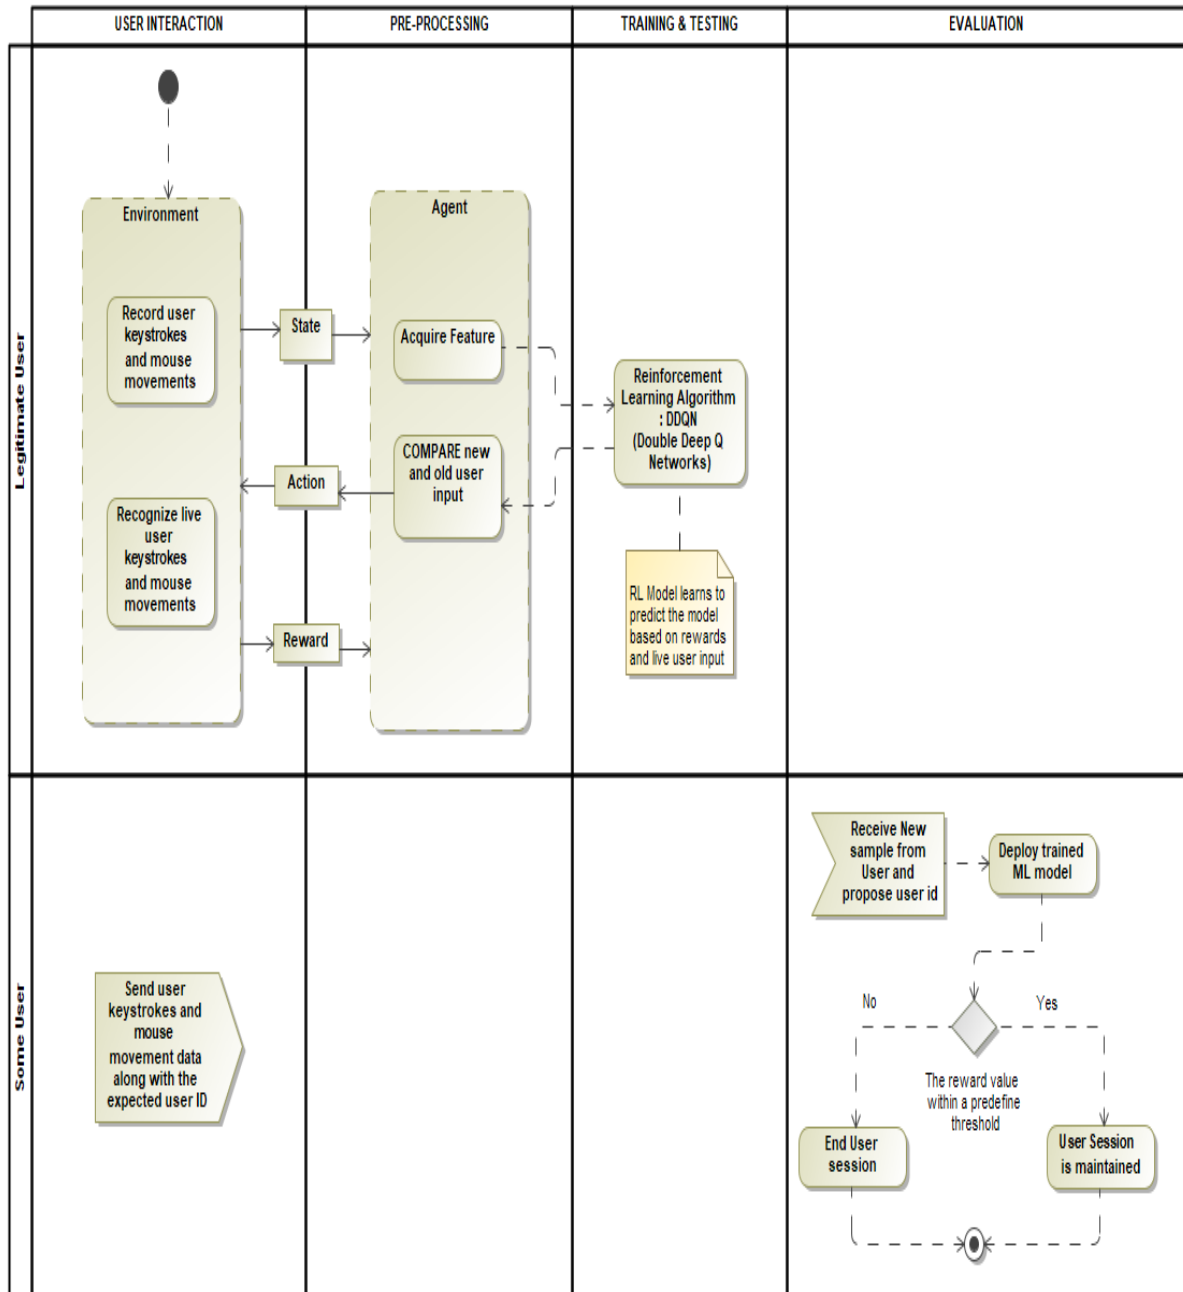 USER INTERACTION
PRE-PROCESSING
TRAINING & TESTING
EVALUATION
Legitimate User
Environment
Record user
keystrokes
and mouse
movements
Recognize live
user
keystrokes
and mouse
movements
State
Action
Reward
Agent
Acquire Feature
COMPARE new
and old user
input
Reinforcement
Learning Algorithm
: DDQN
(Double Deep Q
Networks)
RL Model learns to
predict the model
based on rewards
and live user input
Some User
Send user
keystrokes and
mouse
movement data
along with the
expected user ID
Receive New
sample from
User and
propose user id
Deploy trained
ML model
No
Yes
The reward value
within a predefine
threshold
End User
session
User Session
is maintained